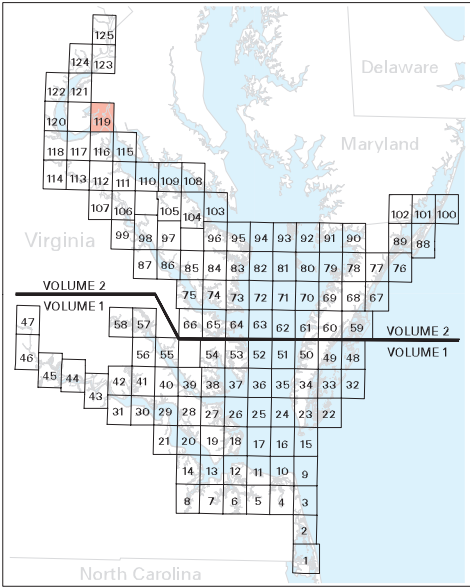 125
124 123
Delaware
122 121
120 119
Maryland
118 117 116 115
114 113 112 111 110 109 108
107 106 105 104 103
102 101 100
Virginia
99 98 97 96 95 94 93 92 91 90 89 88
87 86 85 84 83 82 81 80 79 78 77 76
VOLUME 2
75 74 73 72 71 70 69 68 67
VOLUME 1
47 58 57 66 65 64 63 62 61 60 59
VOLUME 2
VOLUME 1
46 56 55 54 53 52 51 50 49 48
45 44 43 42 41 40 39 38 37 36 35 34 33 32
31 30 29 28 27 26 25 24 23 22
21 20 19 18 17 16 15
14 13 12 11 10 9
8 7 6 5 4 3
2
1
North Carolina